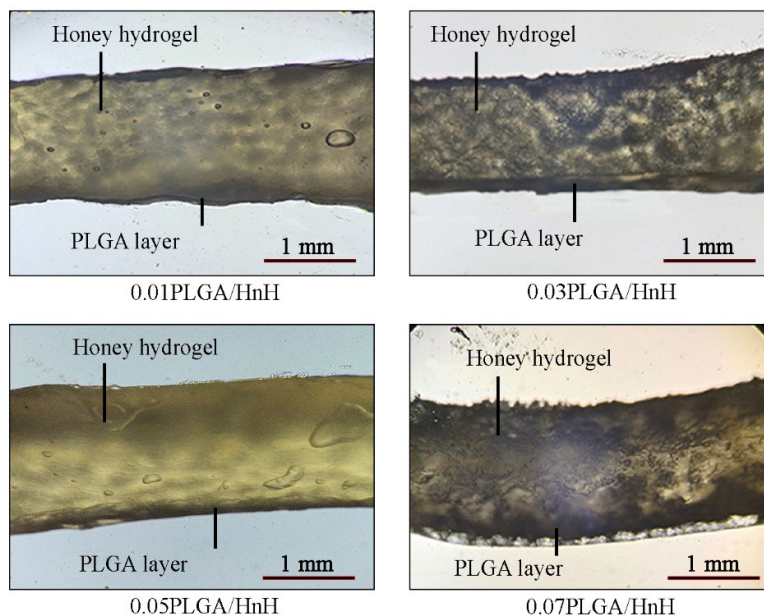 Honey hydrogel
PLGA layer
1 mm
0.01PLGA/HnH
Honey hydrogel
PLGA layer
1 mm
0.03PLGA/HnH
Honey hydrogel
PLGA layer
1 mm
0.05PLGA/HnH
Honey hydrogel
PLGA layer
1 mm
0.07PLGA/HnH